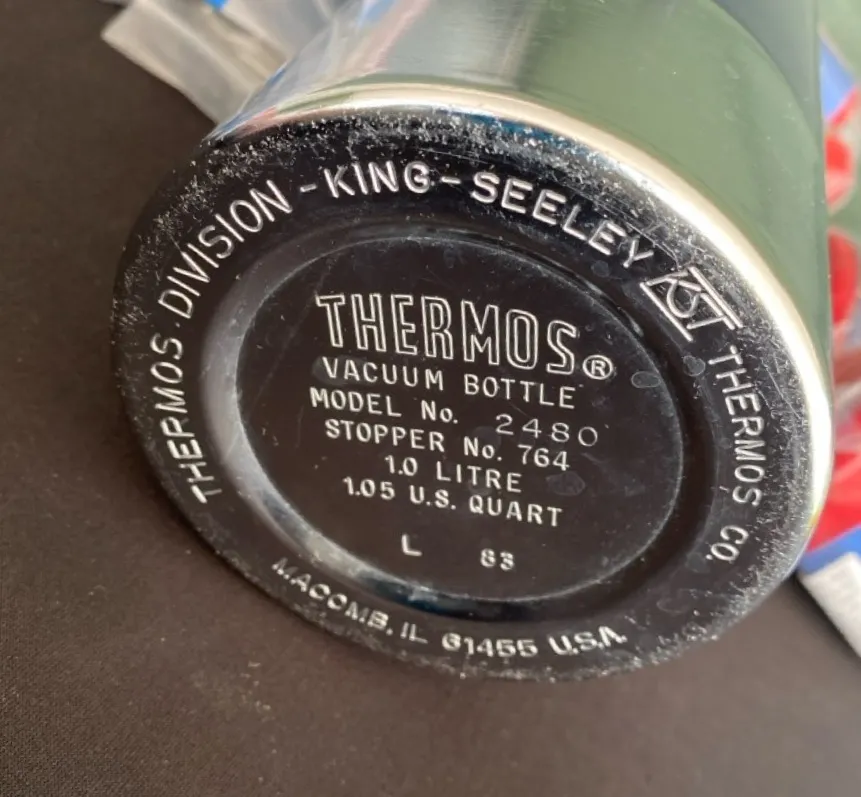 THERMOS DIVISION - KING - SEELEY KST THERMOS CO.
THERMOS®
VACUUM BOTTLE
MODEL No. 2480
STOPPER No. 764
1.0 LITRE
1.05 U.S. QUART
L 83
MACOMB, IL 61455 U.S.A.